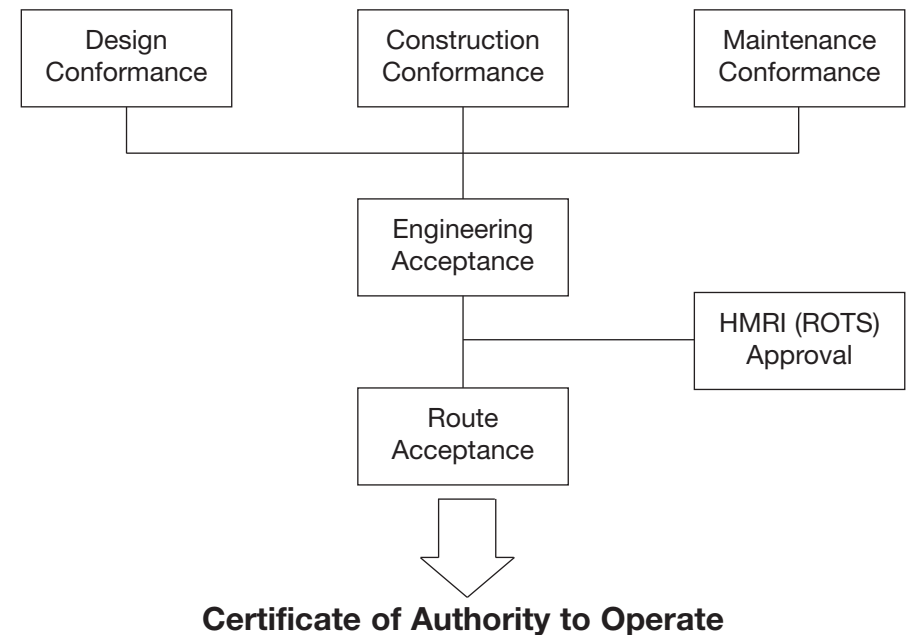 Design
Conformance
Construction
Conformance
Maintenance
Conformance
Engineering
Acceptance
HMRI (ROTS)
Approval
Route
Acceptance
Certificate of Authority to Operate